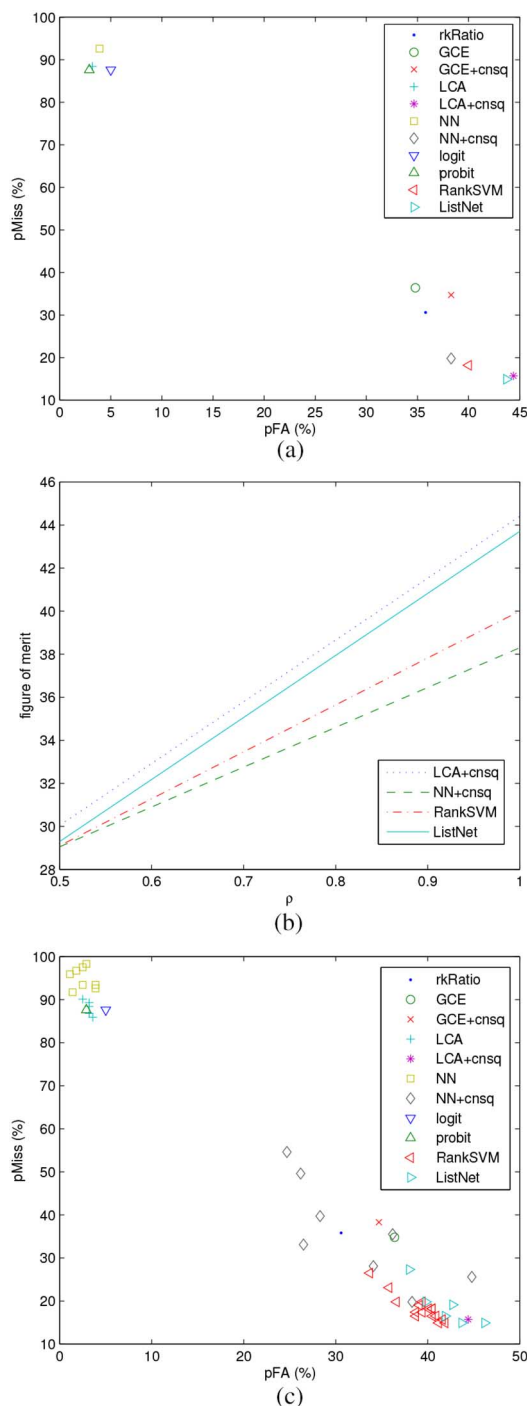 100
90
80
70
60
50
40
30
20
10
pMiss (%)
rkRatio
GCE
GCE+cnsq
LCA
LCA+cnsq
NN
NN+cnsq
logit
probit
RankSVM
ListNet
0 5 10 15 20 25 30 35 40 45
pFA (%)
(a)
46
44
42
40
38
36
34
32
30
28
figure of merit
LCA+cnsq
NN+cnsq
RankSVM
ListNet
0.5 0.6 0.7 0.8 0.9 1
ρ
(b)
100
90
80
70
60
50
40
30
20
10
pMiss (%)
rkRatio
GCE
GCE+cnsq
LCA
LCA+cnsq
NN
NN+cnsq
logit
probit
RankSVM
ListNet
0 10 20 30 40 50
pFA (%)
(c)